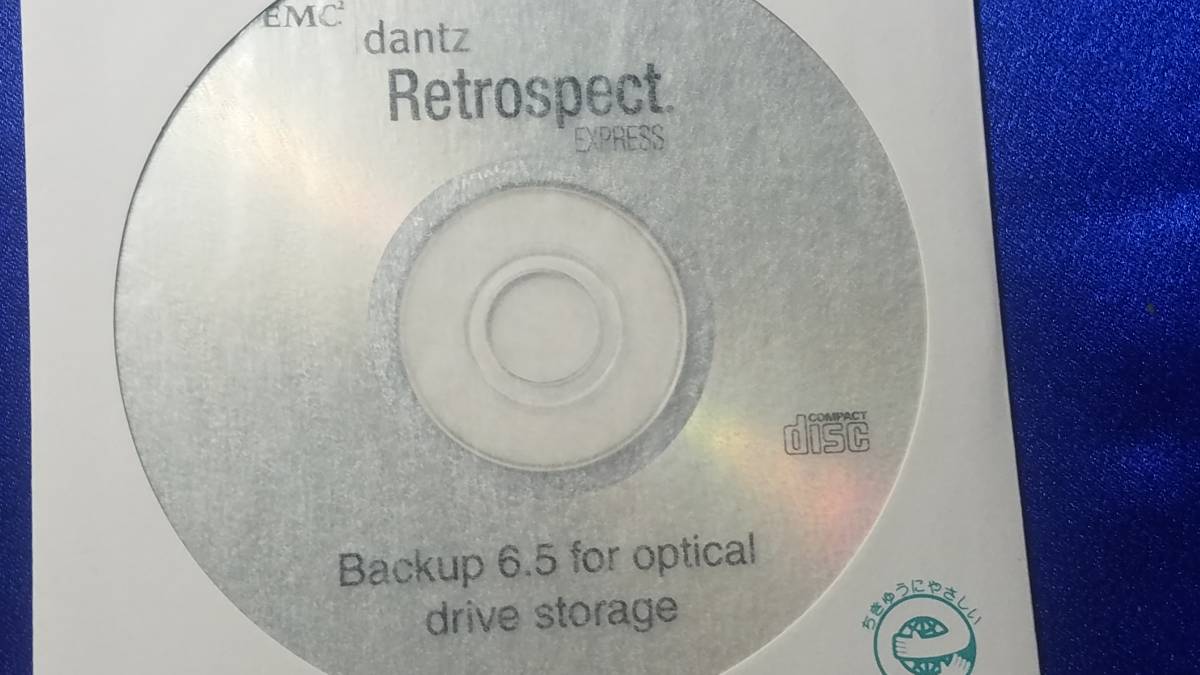 EMC²
dantz
Retrospect.
EXPRESS
COMPACT
disc
Backup 6.5 for optical
drive storage
ちきゅうにやさしい